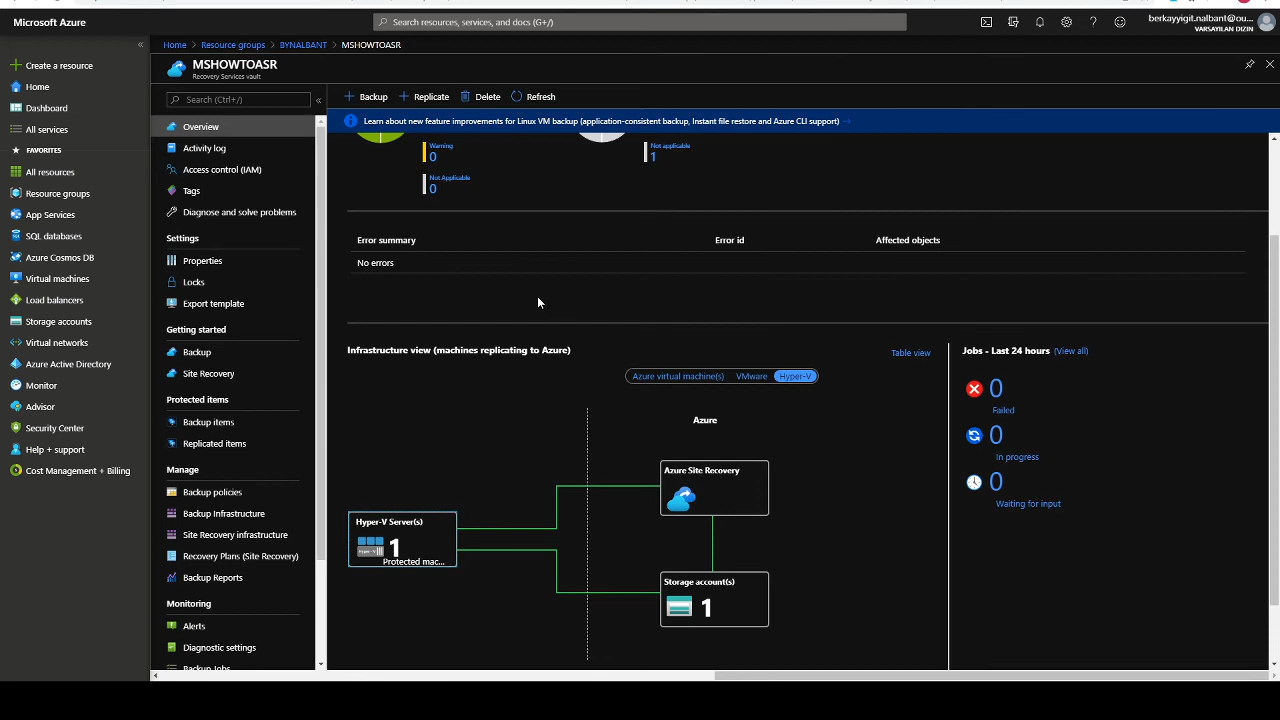 Microsoft Azure
Search resources, services, and docs (G+/)
berkayyigit.nalbant@ou...
VARSAYILAN DIZIN
«
Create a resource
Home
Dashboard
All services
FAVORITES
All resources
Resource groups
App Services
SQL databases
Azure Cosmos DB
Virtual machines
Load balancers
Storage accounts
Virtual networks
Azure Active Directory
Monitor
Advisor
Security Center
Help + support
Cost Management + Billing
Home > Resource groups > BYNALBANT > MSHOWTOASR
MSHOWTOASR
Recovery Services vault
Search (Ctrl+/)
«
Overview
Activity log
Access control (IAM)
Tags
Diagnose and solve problems
Settings
Properties
Locks
Export template
Getting started
Backup
Site Recovery
Protected items
Backup items
Replicated items
Manage
Backup policies
Backup Infrastructure
Site Recovery infrastructure
Recovery Plans (Site Recovery)
Backup Reports
Monitoring
Alerts
Diagnostic settings
Backup Jobs
+ Backup + Replicate Delete Refresh
Learn about new feature improvements for Linux VM backup (application-consistent backup, Instant file restore and Azure CLI support) →
Warning
0
Not Applicable
0
Not applicable
1
Error summary Error id Affected objects
No errors
Infrastructure view (machines replicating to Azure)
Table view
Azure virtual machine(s) VMware Hyper-V
Azure
Azure Site Recovery
Hyper-V Server(s)
1
Protected mac...
Hyper-V
Storage account(s)
1
Jobs - Last 24 hours (View all)
0
Failed
0
In progress
0
Waiting for input